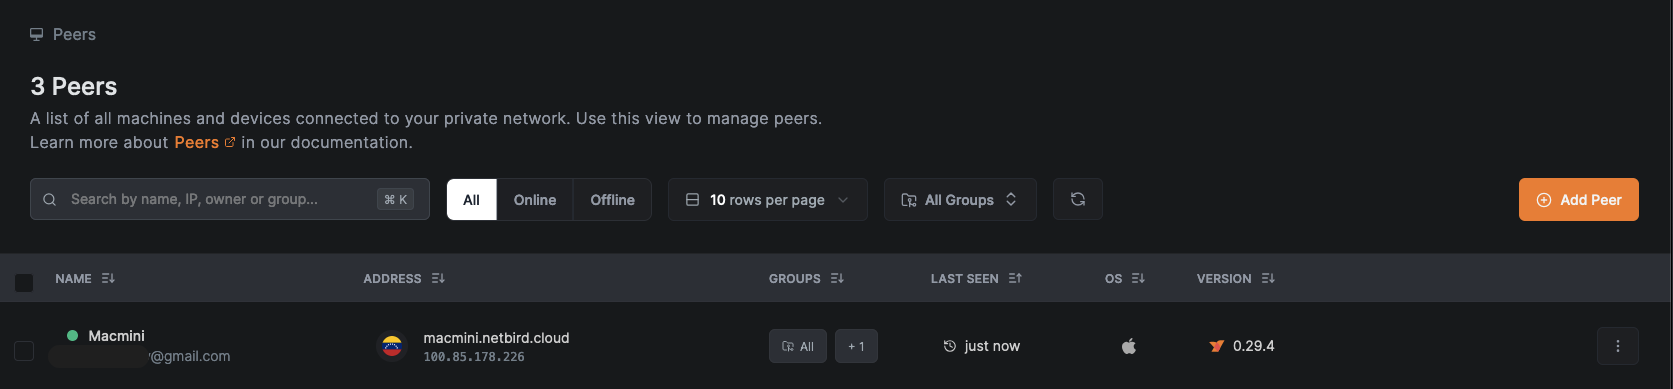 Peers
3 Peers
A list of all machines and devices connected to your private network. Use this view to manage peers.
Learn more about Peers in our documentation.
Search by name, IP, owner or group... ⌘ K All Online Offline 10 rows per page All Groups Add Peer
NAME ADDRESS GROUPS LAST SEEN OS VERSION
Macmini macmini.netbird.cloud All + 1 just now 0.29.4
@gmail.com 100.85.178.226